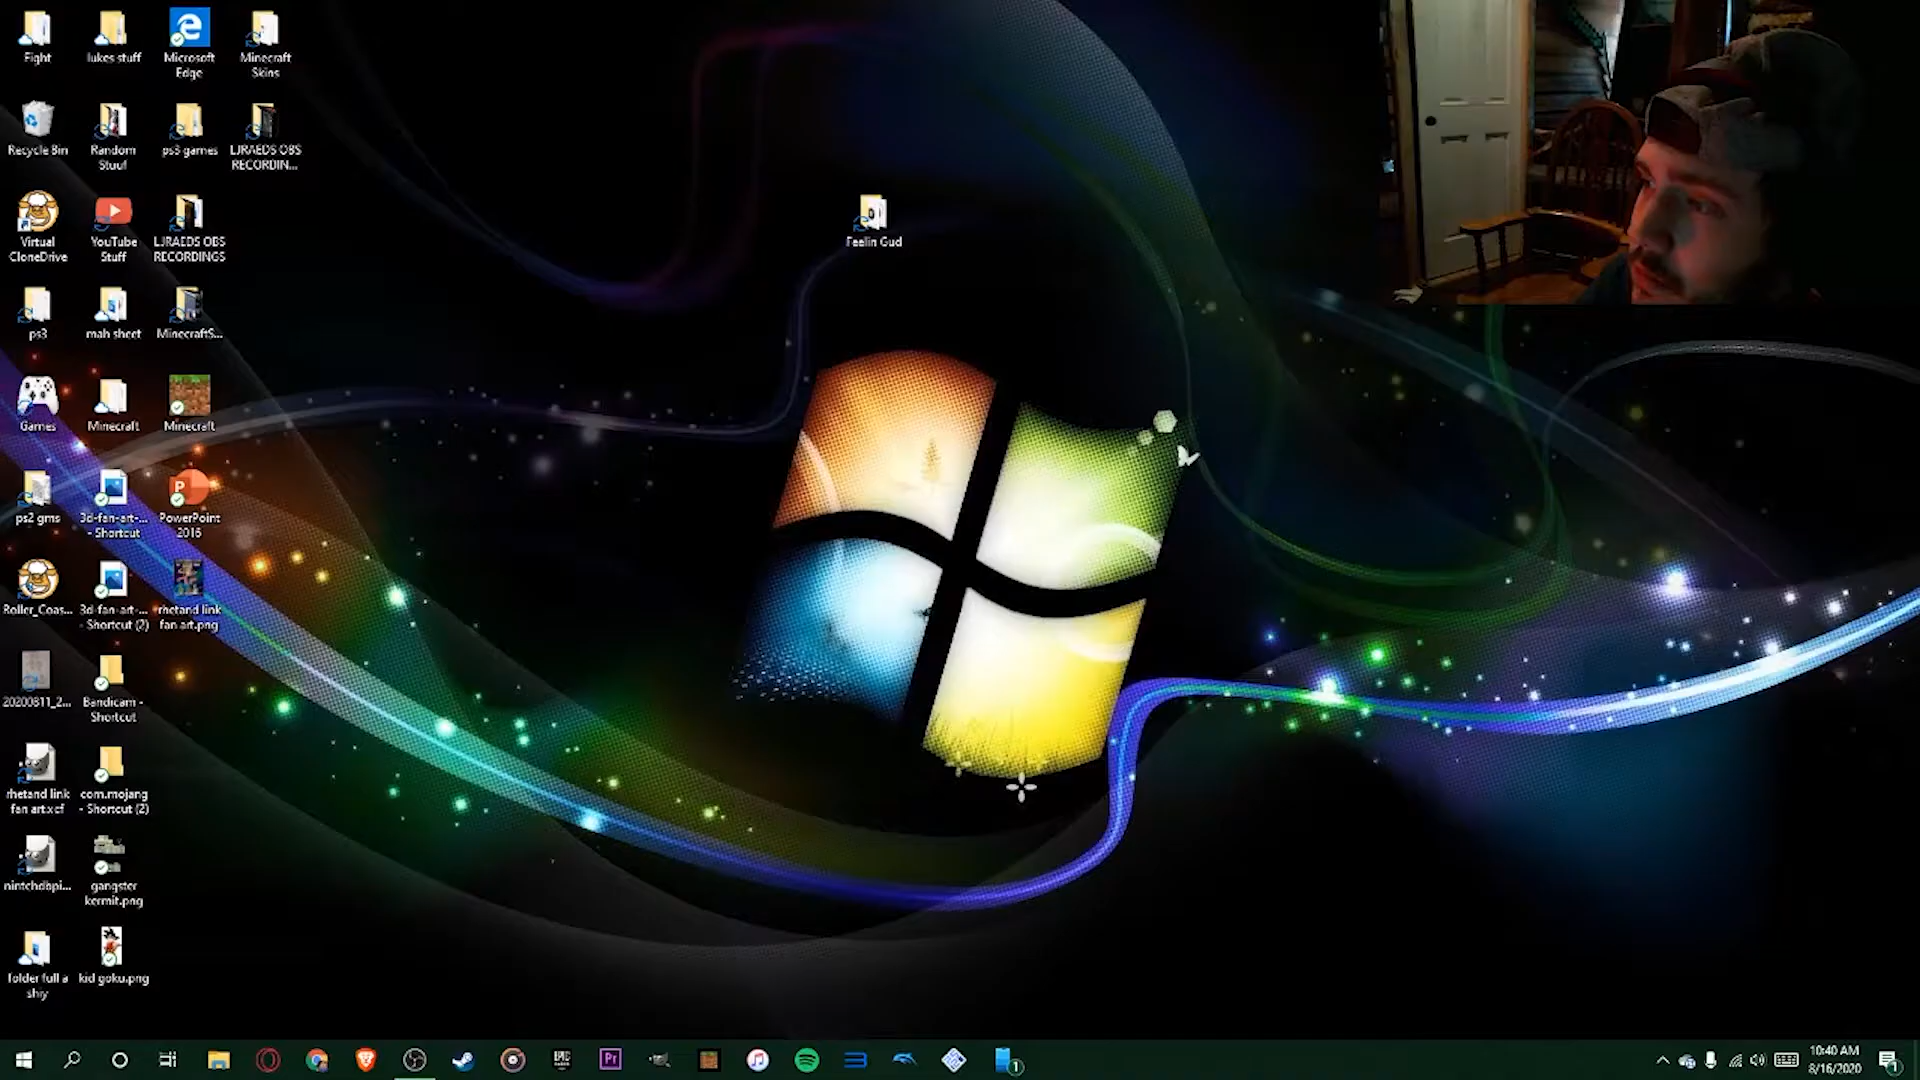 Fight
lukes stuff
Microsoft
Edge
Minecraft
Skins
Recycle Bin
Random
Stuuf
ps3 games
LJRAEDS OBS
RECORDIN...
Virtual
CloneDrive
YouTube
Stuff
LJRAEDS OBS
RECORDINGS
Feelin Gud
ps3
mah sheet
MinecraftS...
Games
Minecraft
Minecraft
ps2 gms
3d-fan-art-...
- Shortcut
PowerPoint
2016
Roller_Coas...
3d-fan-art-...
- Shortcut (2)
rhetand link
fan art.png
20200811_2...
Bandicam -
Shortcut
rhetand link
fan art.xcf
com.mojang
- Shortcut (2)
nintchdbpi...
gangster
kermit.png
folder full a
shiy
kid goku.png
EPIC
Pr
1
10:40 AM
8/16/2020
1